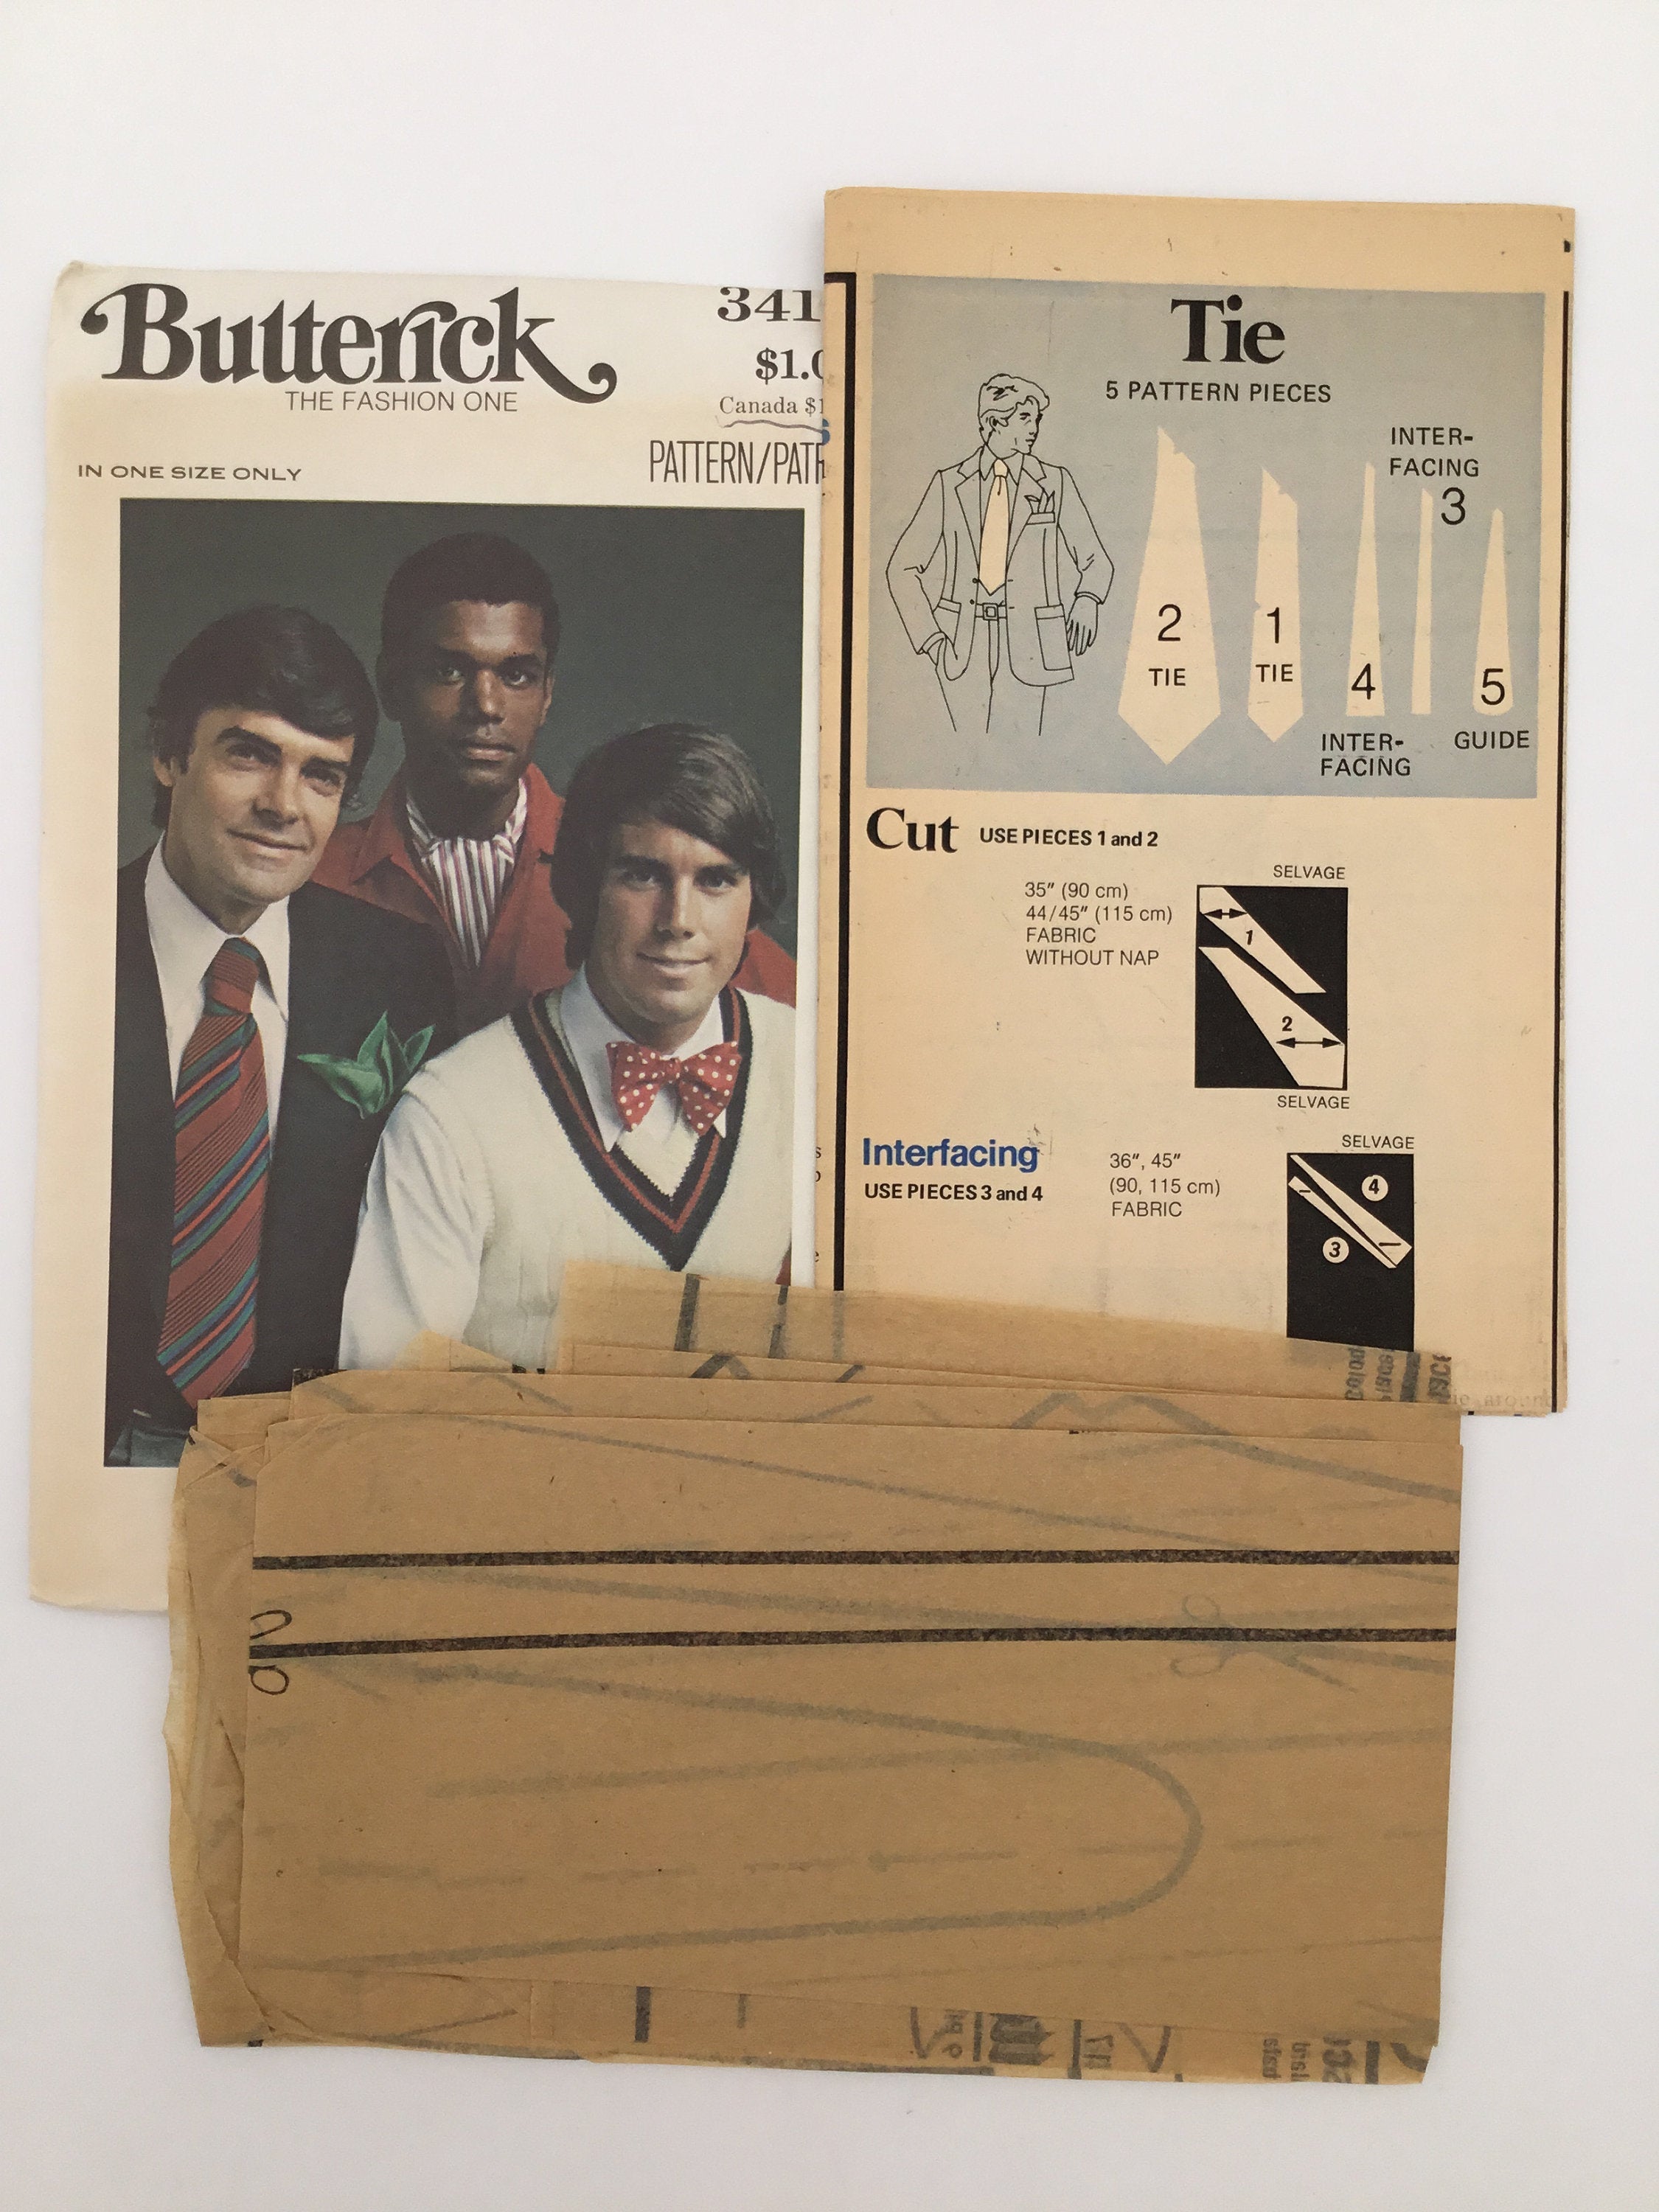 Butterick
THE FASHION ONE
341
$1.0
Canada $1
PATTERN/PATR
IN ONE SIZE ONLY
Tie
5 PATTERN PIECES
INTER-
FACING
3
2
TIE
1
TIE
4
INTER-
FACING
5
GUIDE
Cut USE PIECES 1 and 2
35" (90 cm)
44/45" (115 cm)
FABRIC
WITHOUT NAP
SELVAGE
1
2
SELVAGE
Interfacing
USE PIECES 3 and 4
36", 45"
(90, 115 cm)
FABRIC
SELVAGE
4
3